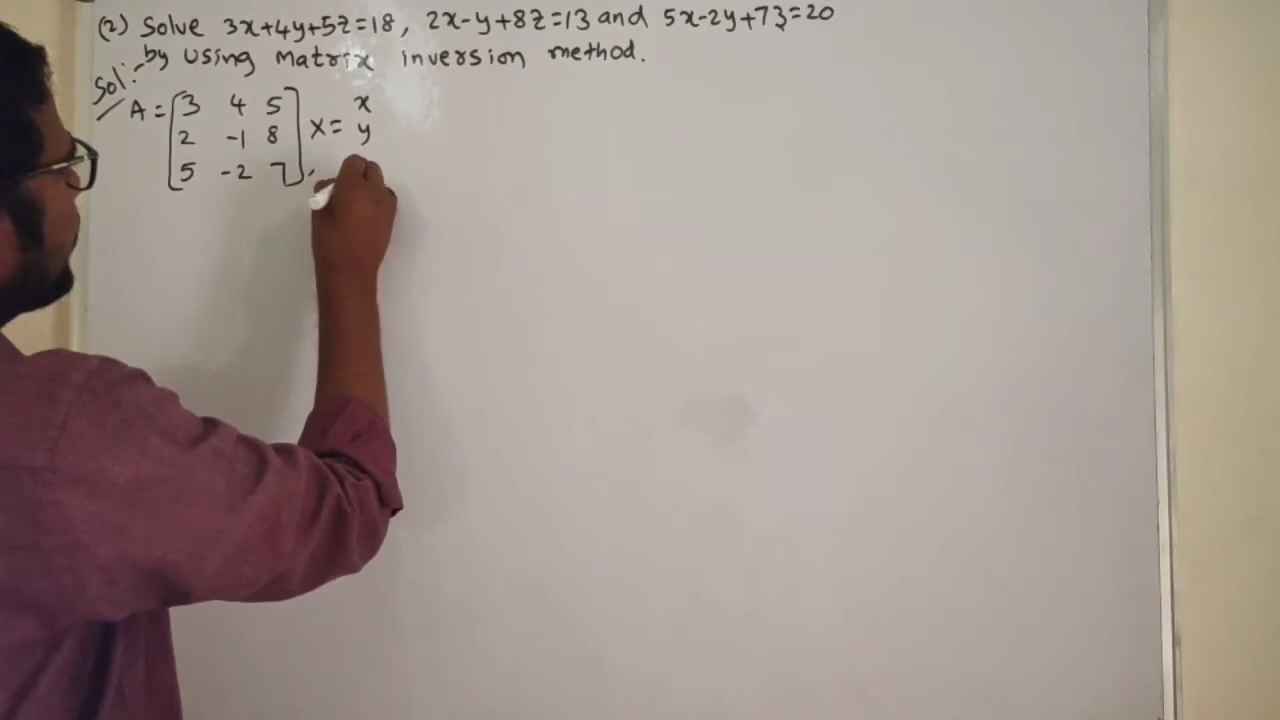 (2) Solve 3x+4y+5z=18, 2x-y+8z=13 and 5x-2y+7z=20
by using matrix inversion method.
Sol:-
A = [3 4 5 X = x
2 -1 8 y
5 -2 7],